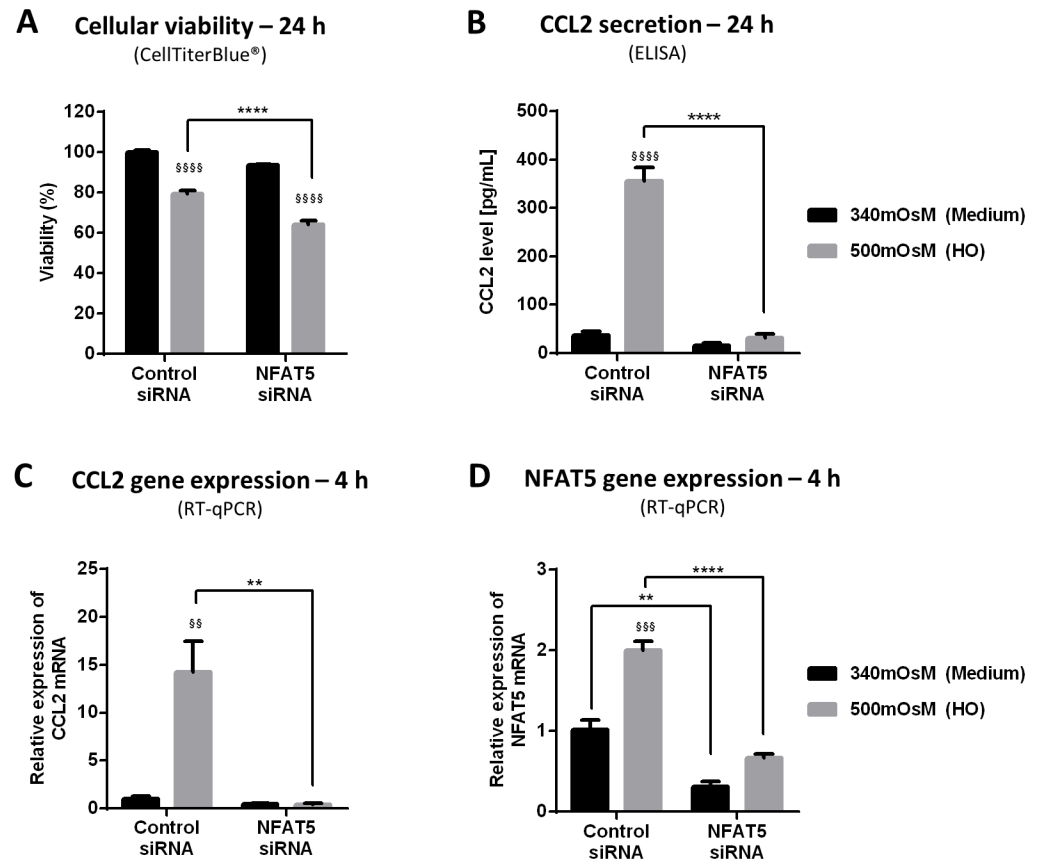 A
Cellular viability – 24 h
(CellTiterBlue®)
Viability (%)
120
100
80
60
40
20
0
****
§§§§
§§§§
Control
siRNA
NFAT5
siRNA
B
CCL2 secretion – 24 h
(ELISA)
CCL2 level [pg/mL]
500
400
300
200
100
0
****
§§§§
Control
siRNA
NFAT5
siRNA
340mOsM (Medium)
500mOsM (HO)
C
CCL2 gene expression – 4 h
(RT-qPCR)
Relative expression of
CCL2 mRNA
25
20
15
10
5
0
**
§§
Control
siRNA
NFAT5
siRNA
D
NFAT5 gene expression – 4 h
(RT-qPCR)
Relative expression of
NFAT5 mRNA
3
2
1
0
****
**
§§§
Control
siRNA
NFAT5
siRNA
340mOsM (Medium)
500mOsM (HO)